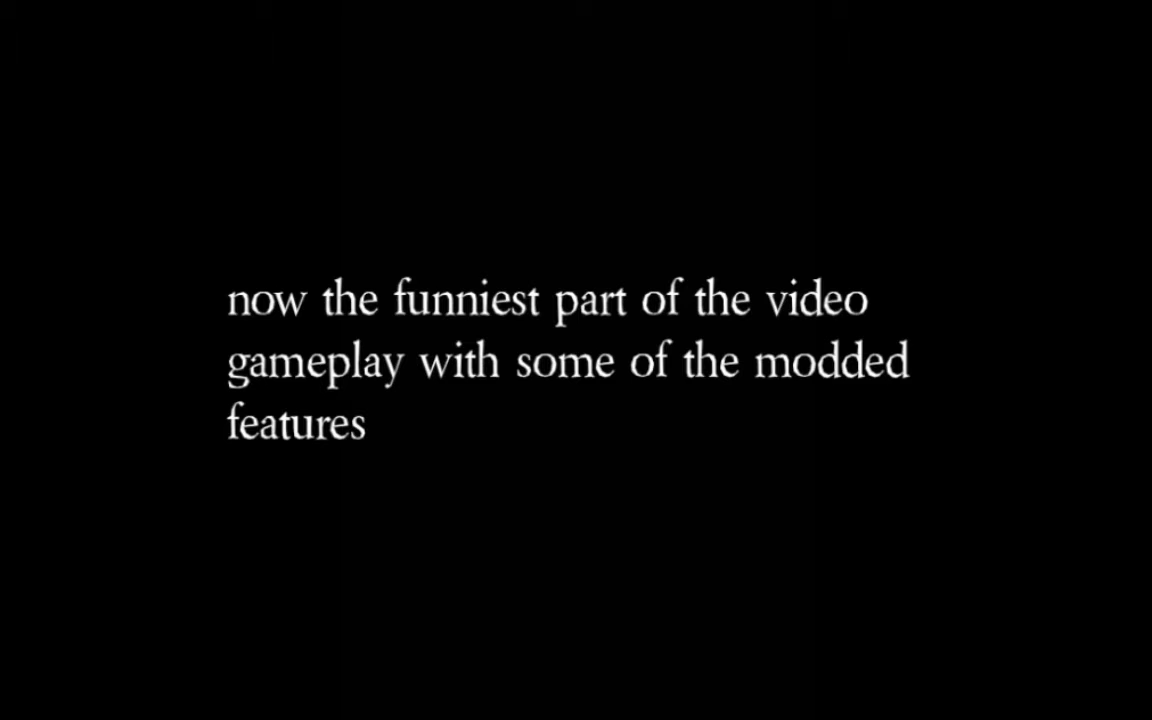 now the funniest part of the video
gameplay with some of the modded
features